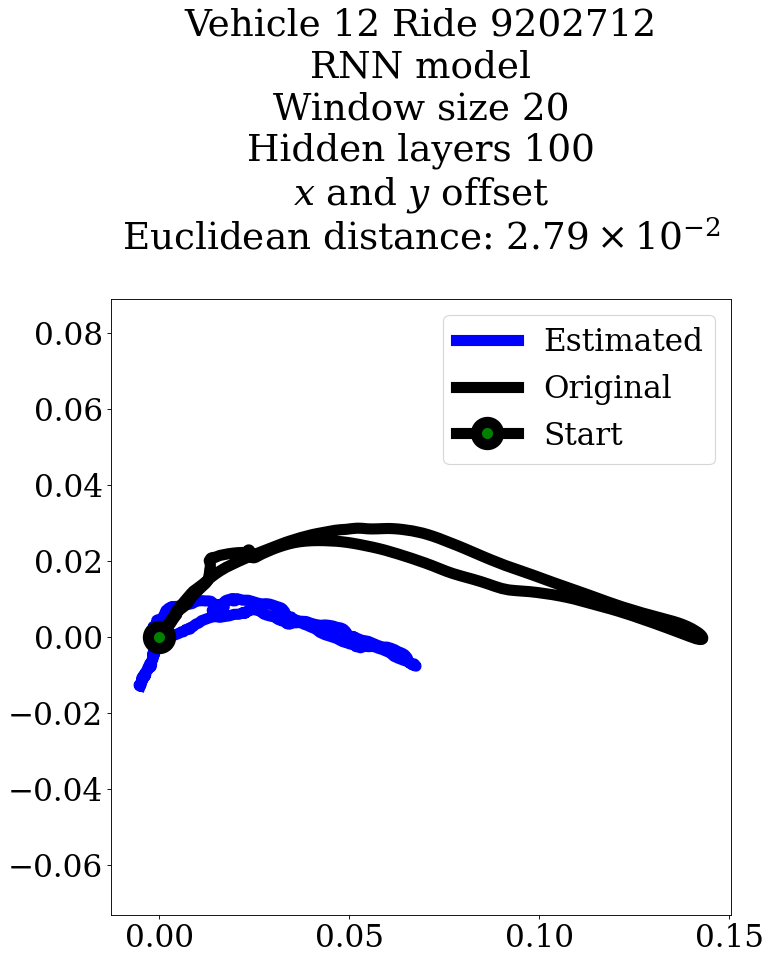 Vehicle 12 Ride 9202712
RNN model
Window size 20
Hidden layers 100
x and y offset
Euclidean distance: 2.79 × 10⁻²
Estimated
Original
Start
0.08
0.06
0.04
0.02
0.00
−0.02
−0.04
−0.06
0.00 0.05 0.10 0.15